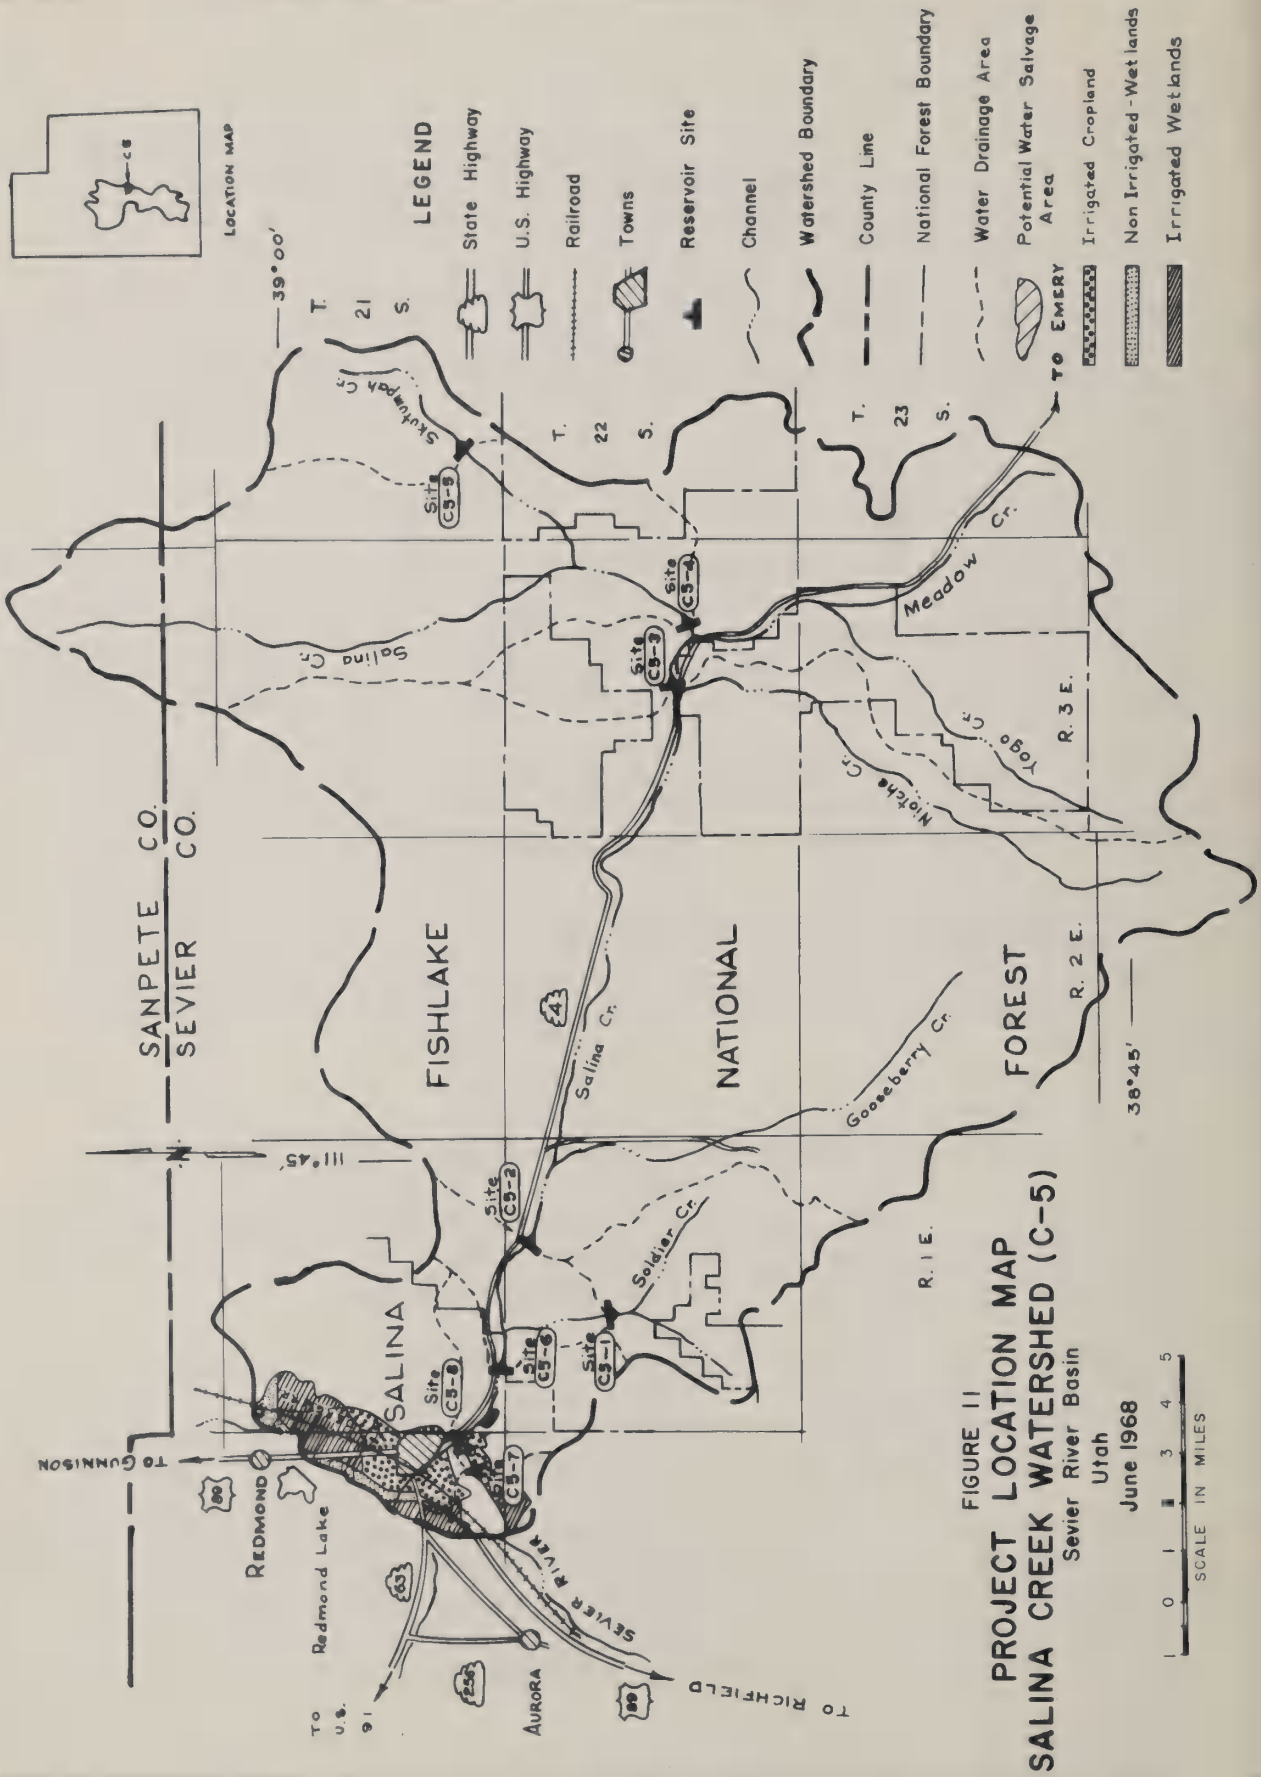 LOCATION MAP
C5
39°00'
T.
21
S.
LEGEND
State Highway
U.S. Highway
Railroad
Towns
Reservoir Site
Channel
Watershed Boundary
County Line
National Forest Boundary
Water Drainage Area
Potential Water Salvage
Area
Irrigated Cropland
Non Irrigated-Wetlands
Irrigated Wetlands
SANPETE CO.
SEVIER CO.
Skutumpah Cr.
Site
C5-5
T.
22
S.
Salina Cr.
Site
C5-4
Site
C5-3
T.
23
S.
TO EMERY
Meadow Cr.
Yogo Cr.
Niotche Cr.
R. 3 E.
FISHLAKE
NATIONAL
FOREST
R. 2 E.
38°45'
Salina Cr.
Gooseberry Cr.
111°45'
N
Site
C5-2
Soldier Cr.
R. 1 E.
SALINA
Site
C5-8
Site
C5-6
Site
C5-1
Site
C5-7
TO GUNNISON
89
REDMOND
Redmond Lake
63
SEVIER RIVER
256
AURORA
TO
U.S.
91
89
TO RICHFIELD
FIGURE 11
PROJECT LOCATION MAP
SALINA CREEK WATERSHED (C-5)
Sevier River Basin
Utah
June 1968
1 0 1 2 3 4 5
SCALE IN MILES